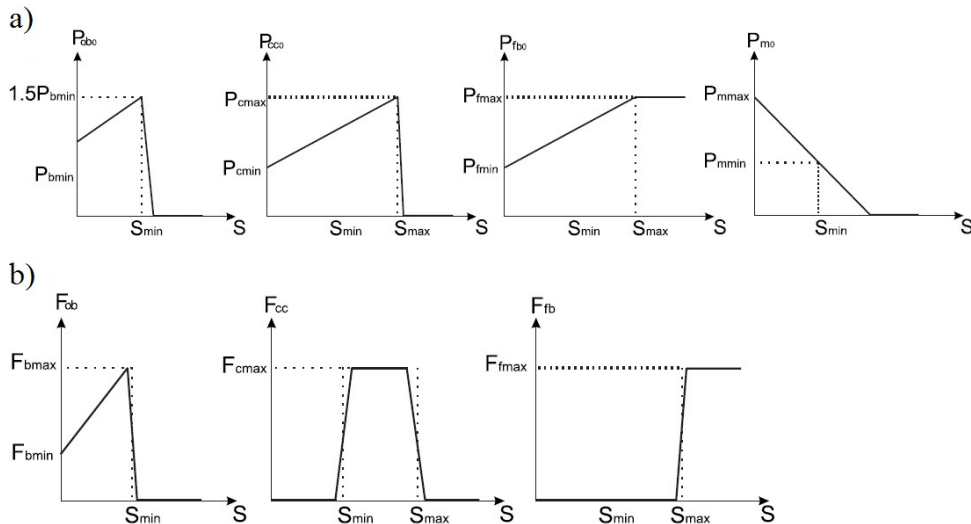 a)
Pob0 Pcc0 Pfb0 Pm0
1.5Pbmin Pcmax Pfmax Pmmax
Pbmin Pcmin Pfmin Pmmin
Smin S Smin Smax S Smin Smax S Smin S
b)
Fob Fcc Ffb
Fbmax Fcmax Ffmax
Fbmin
Smin S Smin Smax S Smin Smax S